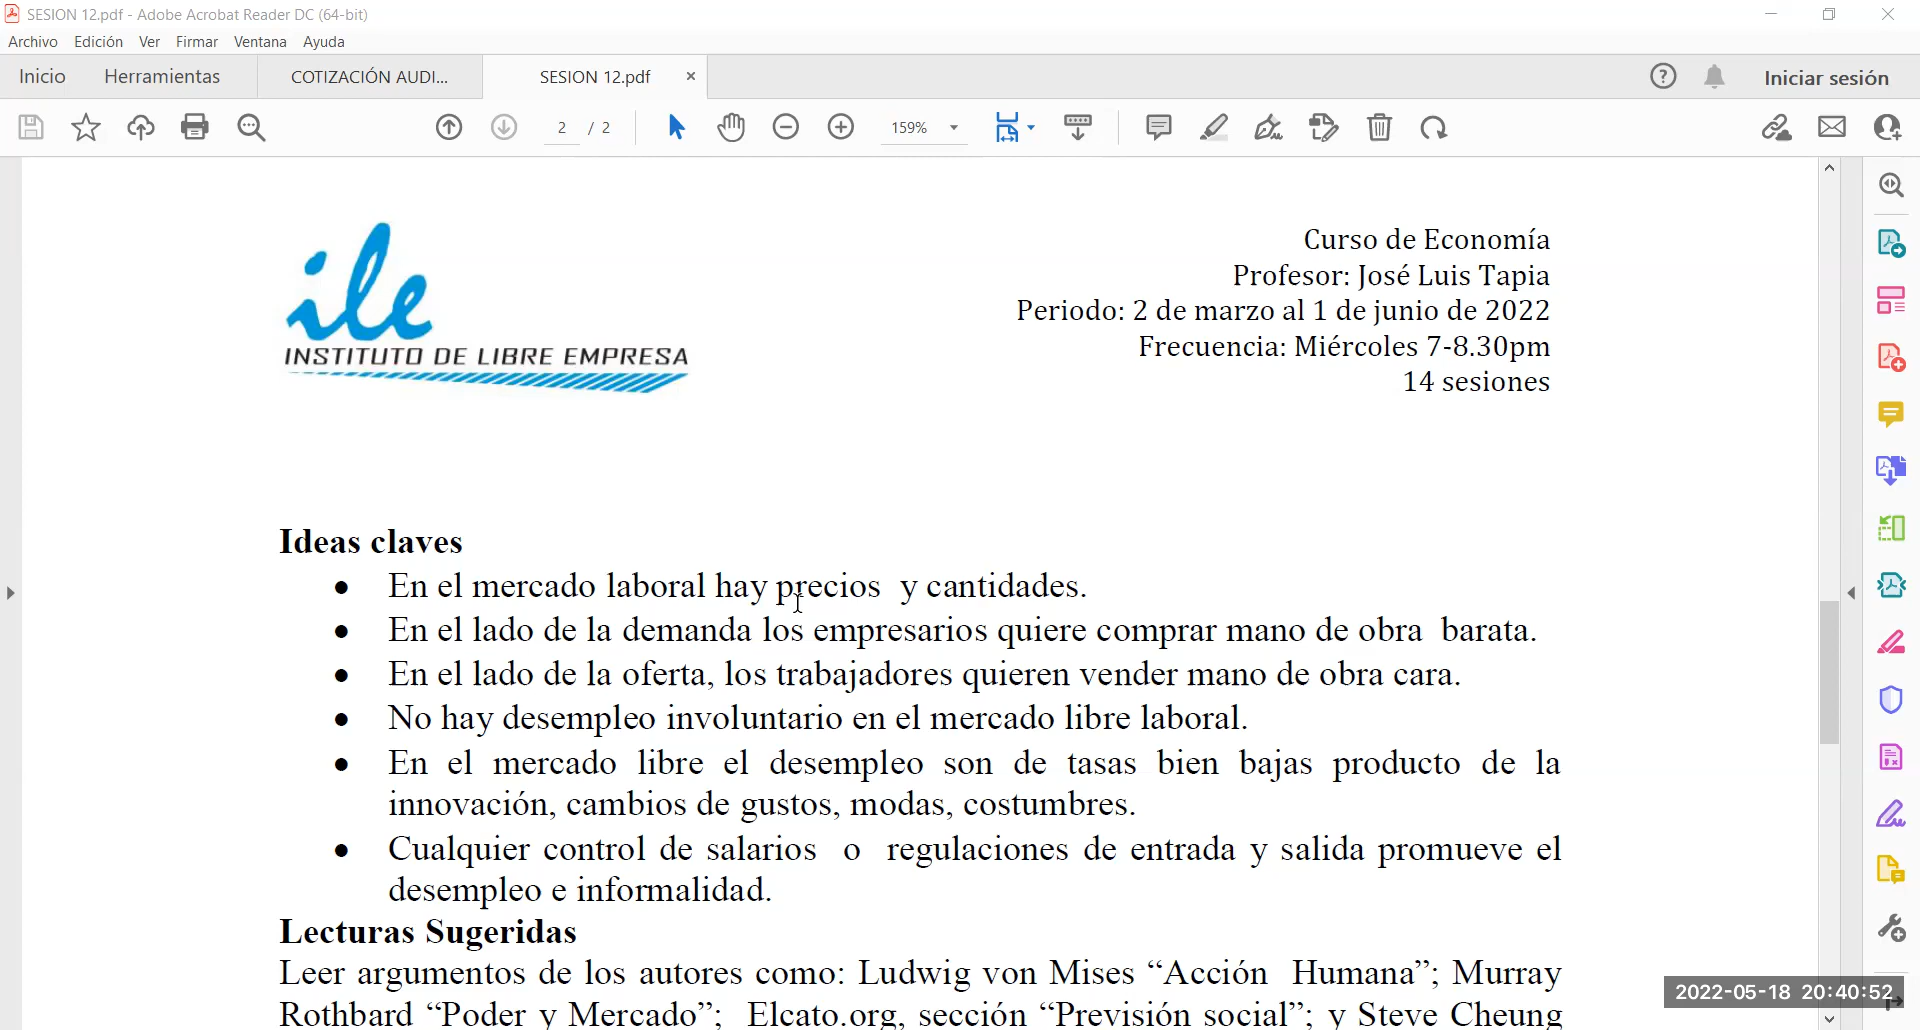 SESION 12.pdf - Adobe Acrobat Reader DC (64-bit)
Archivo Edición Ver Firmar Ventana Ayuda
Inicio Herramientas COTIZACIÓN AUDI... SESION 12.pdf × ? Iniciar sesión
2 / 2 159%
ile
INSTITUTO DE LIBRE EMPRESA
Curso de Economía
Profesor: José Luis Tapia
Periodo: 2 de marzo al 1 de junio de 2022
Frecuencia: Miércoles 7-8.30pm
14 sesiones
Ideas claves
• En el mercado laboral hay precios y cantidades.
• En el lado de la demanda los empresarios quiere comprar mano de obra barata.
• En el lado de la oferta, los trabajadores quieren vender mano de obra cara.
• No hay desempleo involuntario en el mercado libre laboral.
• En el mercado libre el desempleo son de tasas bien bajas producto de la
innovación, cambios de gustos, modas, costumbres.
• Cualquier control de salarios o regulaciones de entrada y salida promueve el
desempleo e informalidad.
Lecturas Sugeridas
Leer argumentos de los autores como: Ludwig von Mises “Acción Humana”; Murray
Rothbard “Poder y Mercado”; Elcato.org, sección “Previsión social”; y Steve Cheung
2022-05-18 20:40:52